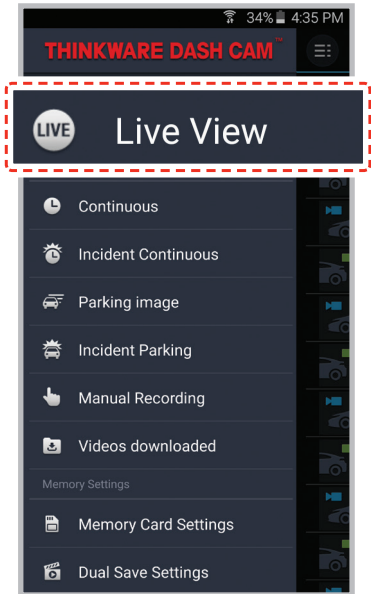 34% 4:35 PM
THINKWARE DASH CAM™
LIVE Live View
Continuous
Incident Continuous
Parking image
Incident Parking
Manual Recording
Videos downloaded
Memory Settings
Memory Card Settings
Dual Save Settings